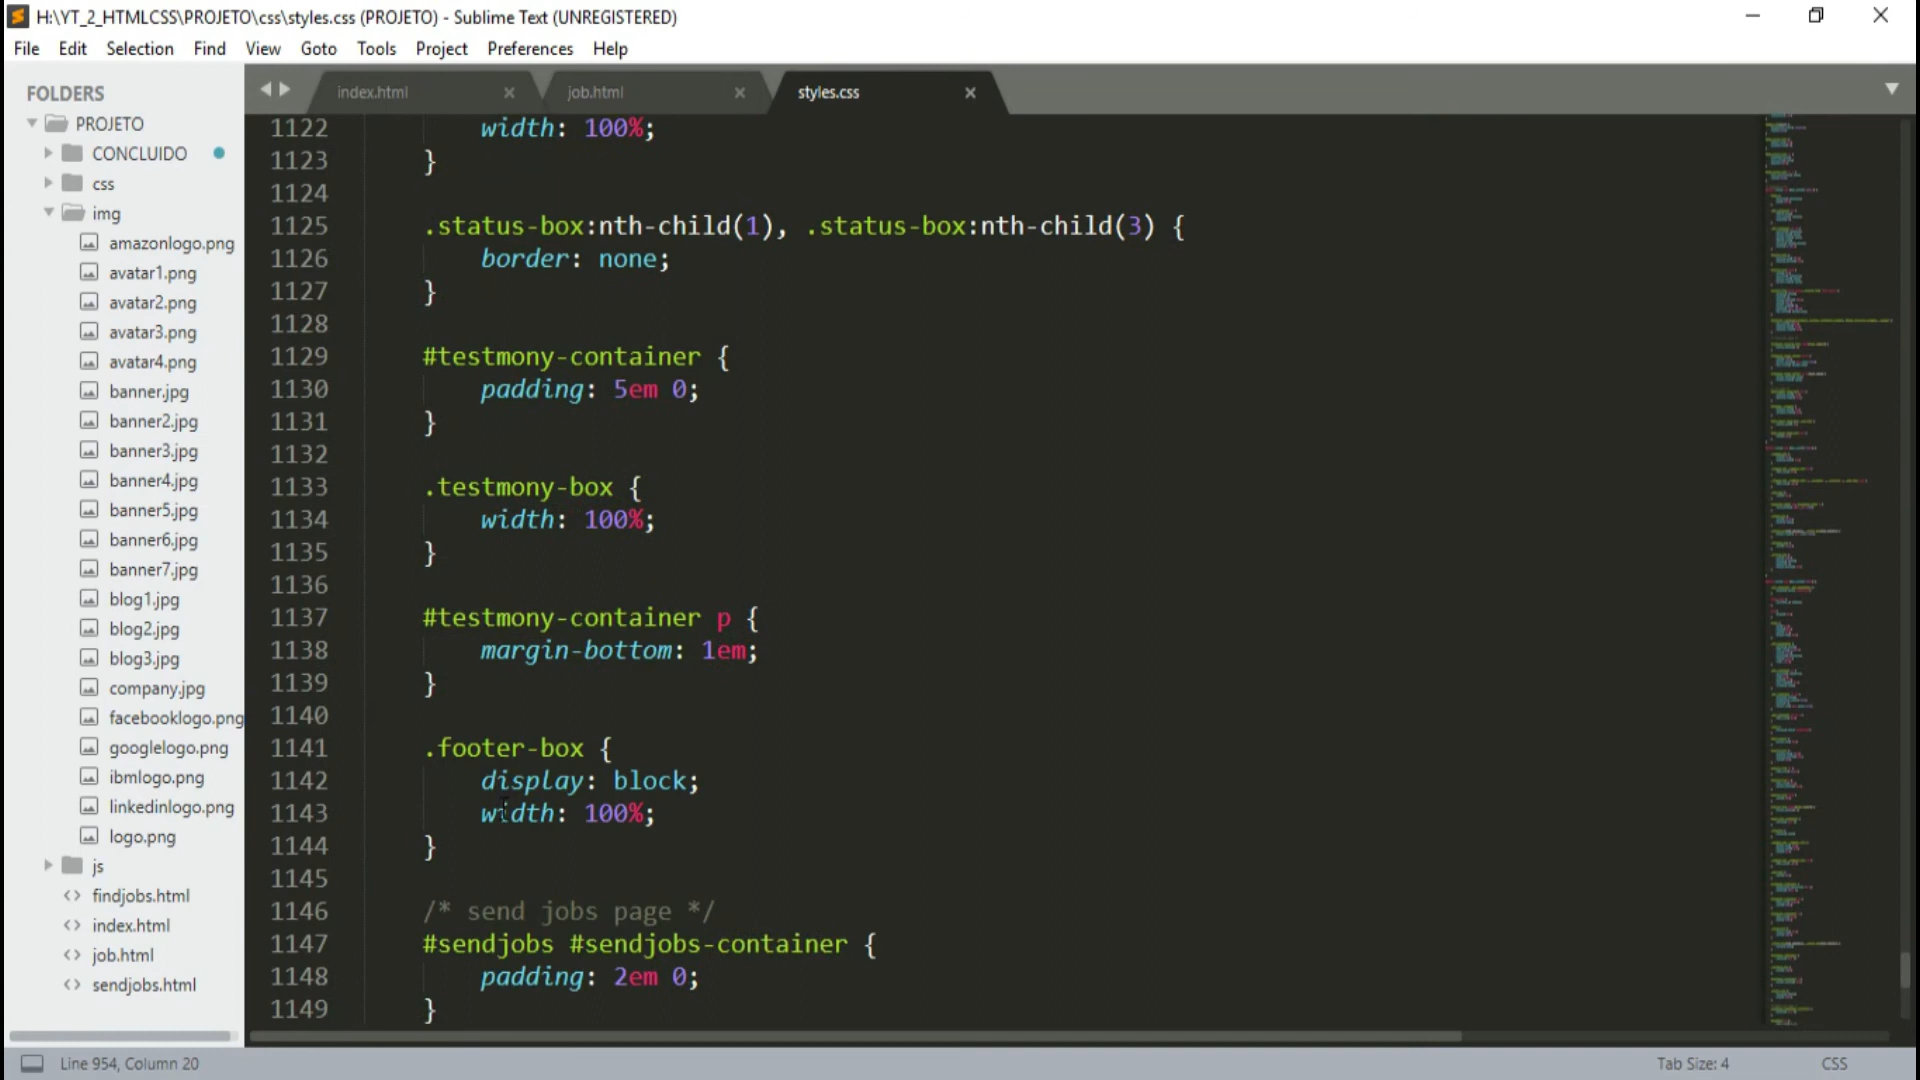 H:\YT_2_HTMLCSS\PROJETO\css\styles.css (PROJETO) - Sublime Text (UNREGISTERED)
File Edit Selection Find View Goto Tools Project Preferences Help
FOLDERS
PROJETO
CONCLUIDO
css
img
amazonlogo.png
avatar1.png
avatar2.png
avatar3.png
avatar4.png
banner.jpg
banner2.jpg
banner3.jpg
banner4.jpg
banner5.jpg
banner6.jpg
banner7.jpg
blog1.jpg
blog2.jpg
blog3.jpg
company.jpg
facebooklogo.png
googlelogo.png
ibmlogo.png
linkedinlogo.png
logo.png
js
findjobs.html
index.html
job.html
sendjobs.html
index.html job.html styles.css
1122 width: 100%;
1123 }
1124
1125 .status-box:nth-child(1), .status-box:nth-child(3) {
1126 border: none;
1127 }
1128
1129 #testmony-container {
1130 padding: 5em 0;
1131 }
1132
1133 .testmony-box {
1134 width: 100%;
1135 }
1136
1137 #testmony-container p {
1138 margin-bottom: 1em;
1139 }
1140
1141 .footer-box {
1142 display: block;
1143 width: 100%;
1144 }
1145
1146 /* send jobs page */
1147 #sendjobs #sendjobs-container {
1148 padding: 2em 0;
1149 }
Line 954, Column 20 Tab Size: 4 CSS